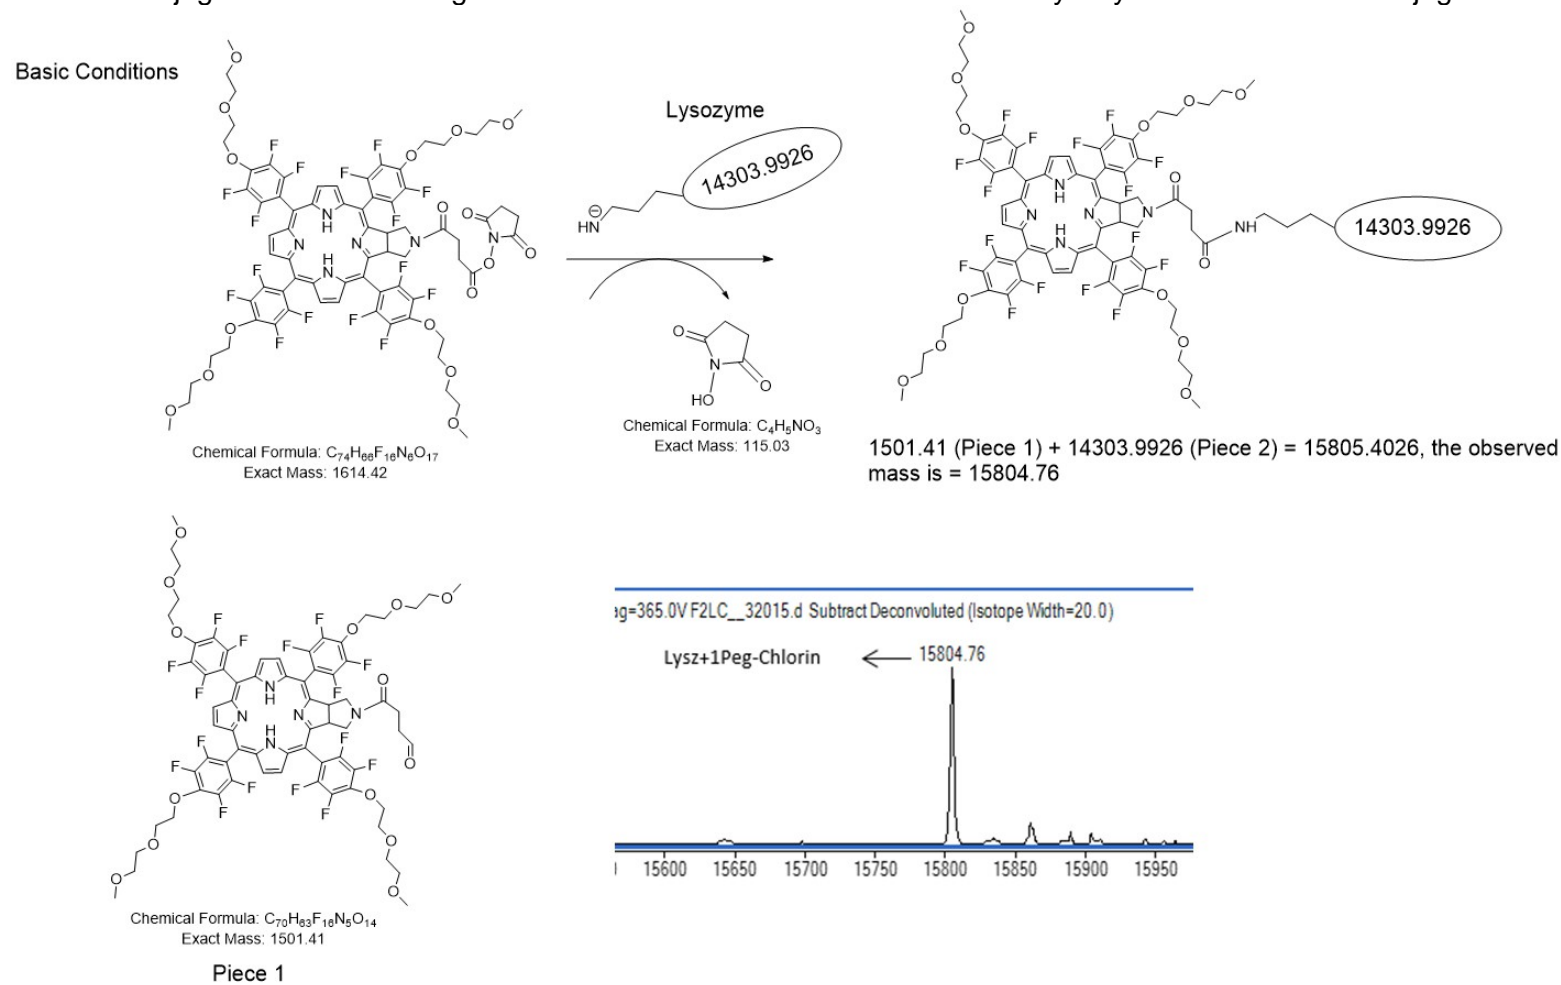 Basic Conditions
Lysozyme
14303.9926
HN
14303.9926
HO
Chemical Formula: C₇₄H₆₆F₁₆N₆O₁₇
Exact Mass: 1614.42
Chemical Formula: C₄H₅NO₃
Exact Mass: 115.03
1501.41 (Piece 1) + 14303.9926 (Piece 2) = 15805.4026, the observed
mass is = 15804.76
Chemical Formula: C₇₀H₆₃F₁₆N₅O₁₄
Exact Mass: 1501.41
Piece 1
ag=365.0V F2LC__32015.d Subtract Deconvoluted (Isotope Width=20.0)
Lysz+1Peg-Chlorin
15804.76
15600 15650 15700 15750 15800 15850 15900 15950